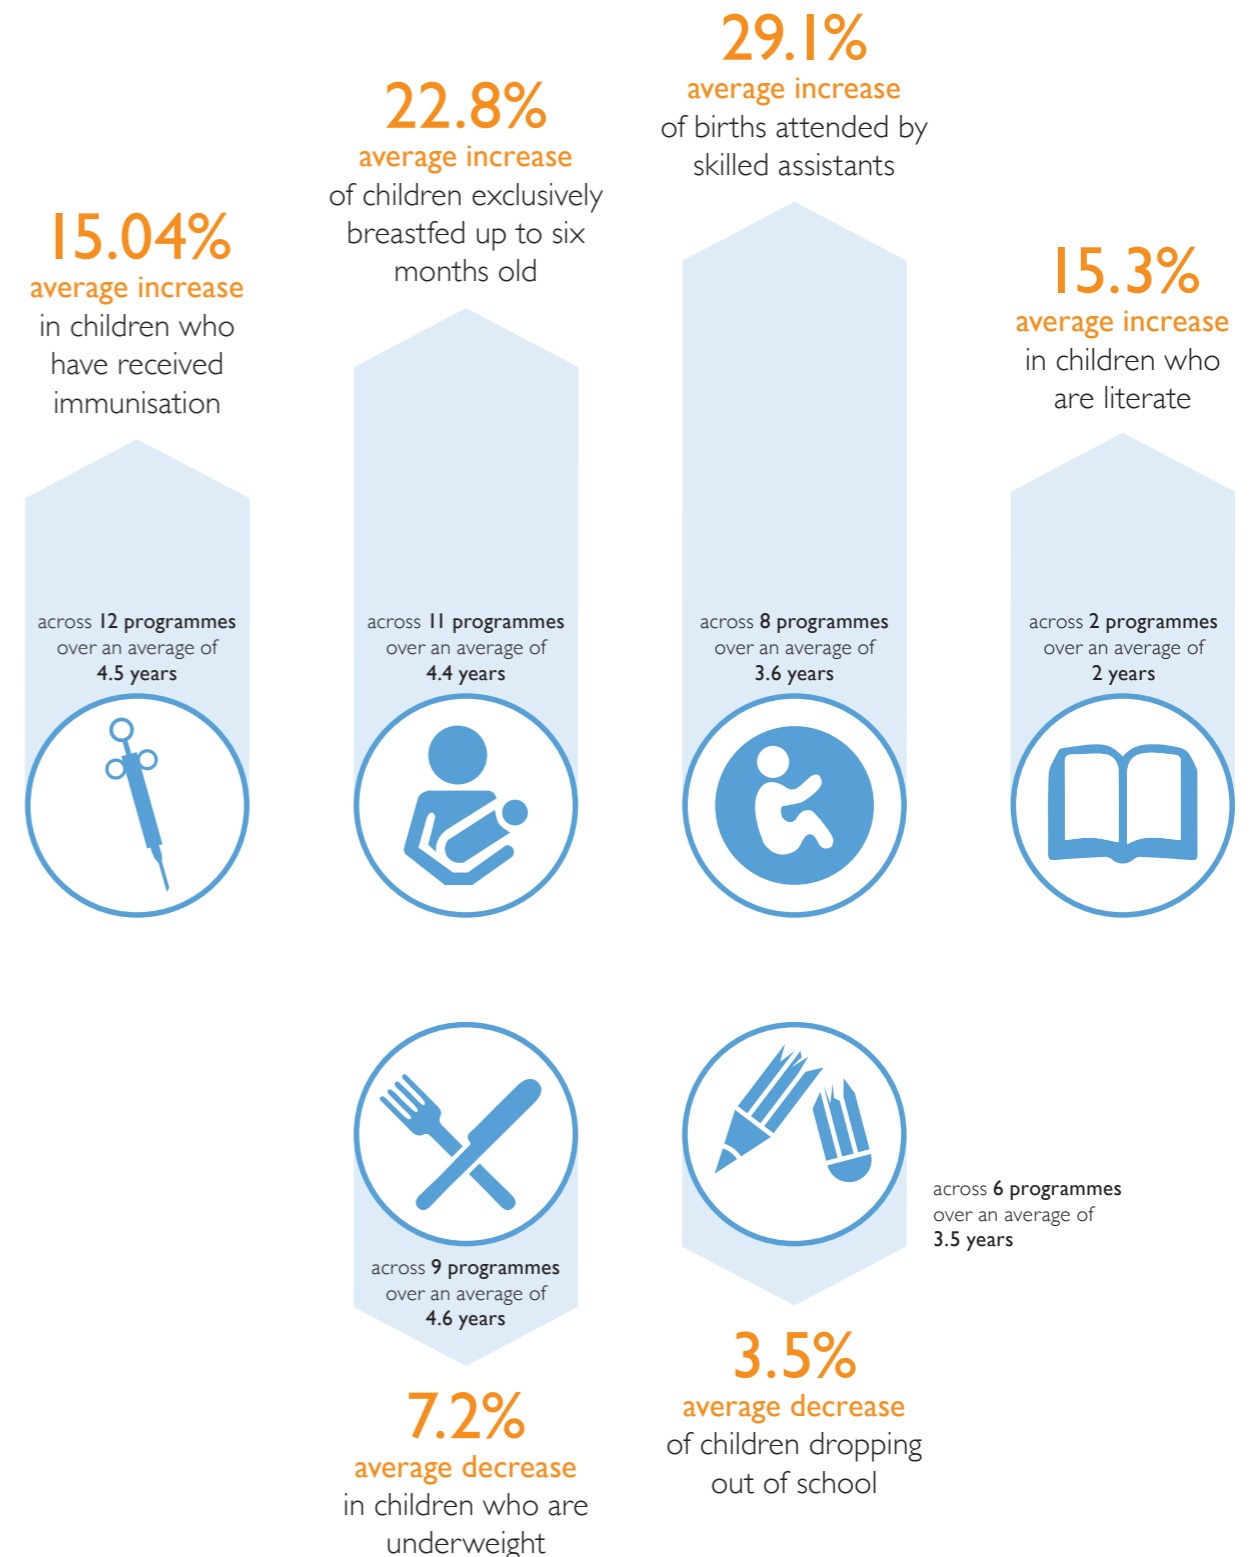 15.04%
average increase
in children who
have received
immunisation
across 12 programmes
over an average of
4.5 years
22.8%
average increase
of children exclusively
breastfed up to six
months old
across 11 programmes
over an average of
4.4 years
29.1%
average increase
of births attended by
skilled assistants
across 8 programmes
over an average of
3.6 years
15.3%
average increase
in children who
are literate
across 2 programmes
over an average of
2 years
across 9 programmes
over an average of
4.6 years
7.2%
average decrease
in children who are
underweight
across 6 programmes
over an average of
3.5 years
3.5%
average decrease
of children dropping
out of school